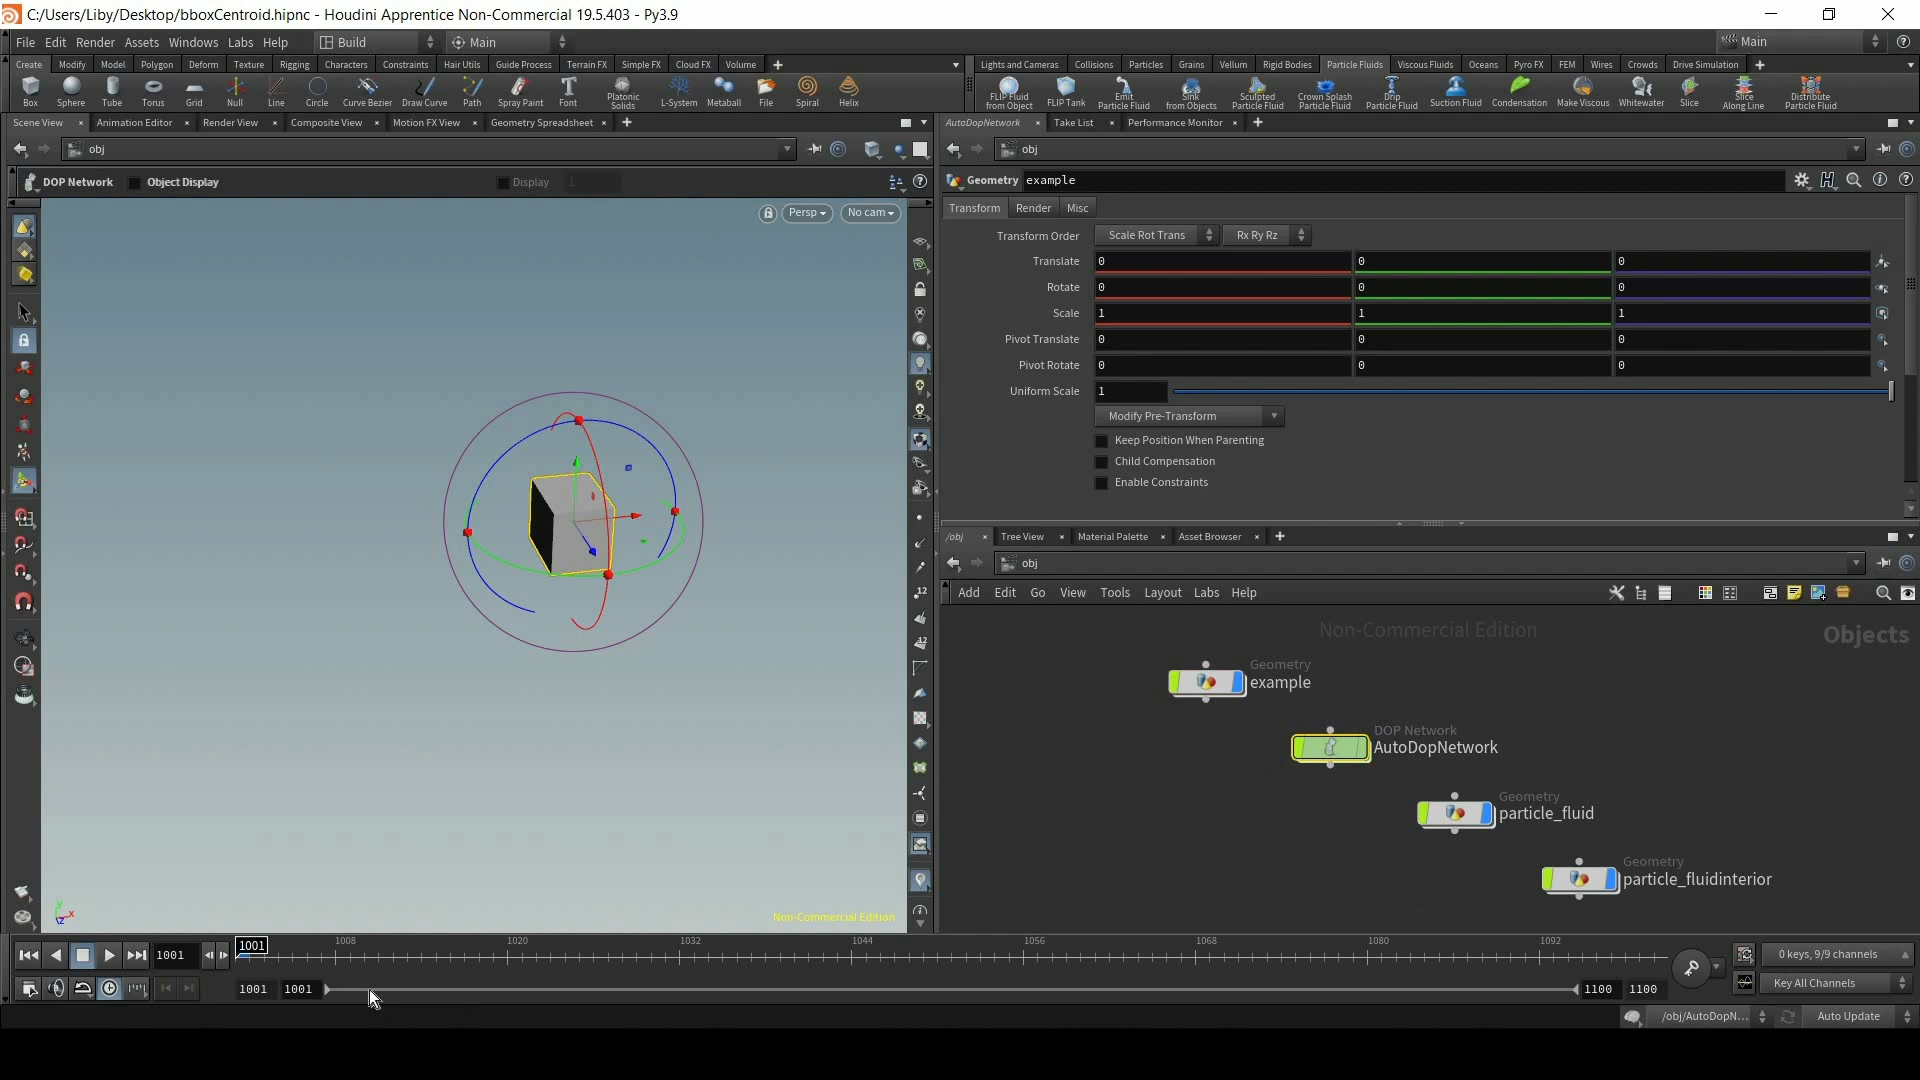 C:/Users/Liby/Desktop/bboxCentroid.hipnc - Houdini Apprentice Non-Commercial 19.5.403 - Py3.9
File Edit Render Assets Windows Labs Help Build Main Main
Create Modify Model Polygon Deform Texture Rigging Characters Constraints Hair Utils Guide Process Terrain FX Simple FX Cloud FX Volume
Lights and Cameras Collisions Particles Grains Vellum Rigid Bodies Particle Fluids Viscous Fluids Oceans Pyro FX FEM Wires Crowds Drive Simulation
Box Sphere Tube Torus Grid Null Line Circle Curve Bezier Draw Curve Path Spray Paint Font Platonic Solids L-System Metaball File Spiral Helix
FLIP Fluid from Object FLIP Tank Emit Particle Fluid Sink from Objects Sculpted Particle Fluid Crown Splash Particle Fluid Drip Particle Fluid Suction Fluid Condensation Make Viscous Whitewater Slice Slice Along Line Distribute Particle Fluid
Scene View Animation Editor Render View Composite View Motion FX View Geometry Spreadsheet
AutoDopNetwork Take List Performance Monitor
obj
obj
DOP Network Object Display Display 1
Persp No cam
Geometry example
Transform Render Misc
Transform Order Scale Rot Trans Rx Ry Rz
Translate 0 0 0
Rotate 0 0 0
Scale 1 1 1
Pivot Translate 0 0 0
Pivot Rotate 0 0 0
Uniform Scale 1
Modify Pre-Transform
Keep Position When Parenting
Child Compensation
Enable Constraints
12
12
/obj Tree View Material Palette Asset Browser
obj
Add Edit Go View Tools Layout Labs Help
Non-Commercial Edition
Objects
Geometry
example
DOP Network
AutoDopNetwork
Geometry
particle_fluid
Geometry
particle_fluidinterior
y x z
Non-Commercial Edition
1001 1001 1008 1020 1032 1044 1056 1068 1080 1092
0 keys, 9/9 channels
1001 1001 1100 1100
Key All Channels
/obj/AutoDopN... Auto Update